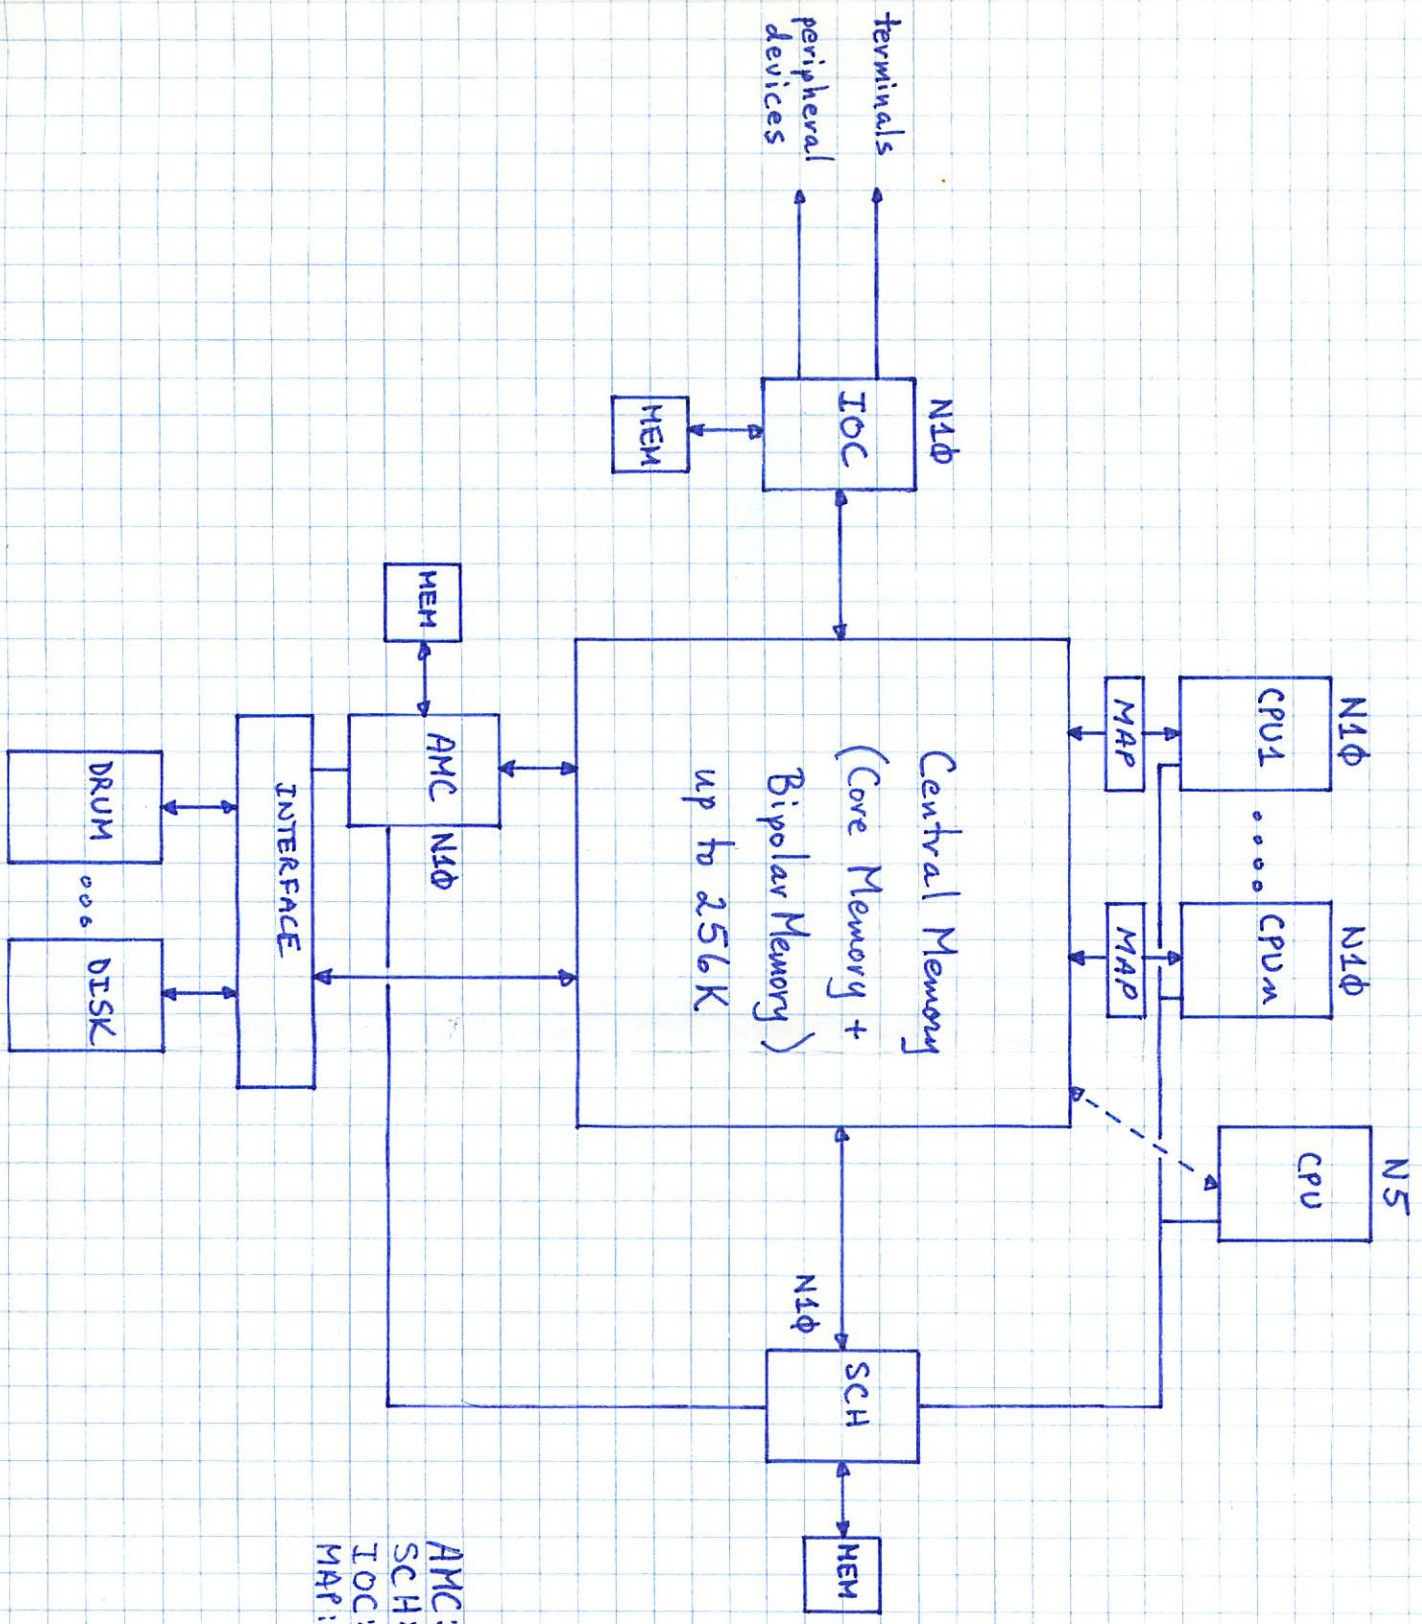 N1Φ
N1Φ
N5
CPU1
CPUn
CPU
MAP
MAP
N1Φ
terminals
peripheral
devices
IOC
MEM
Central Memory
(Core Memory +
Bipolar Memory)
up to 256K
N1Φ
SCH
MEM
MEM
AMC
N1Φ
INTERFACE
DRUM
DISK
AMC:
SCH:
IOC:
MAP: